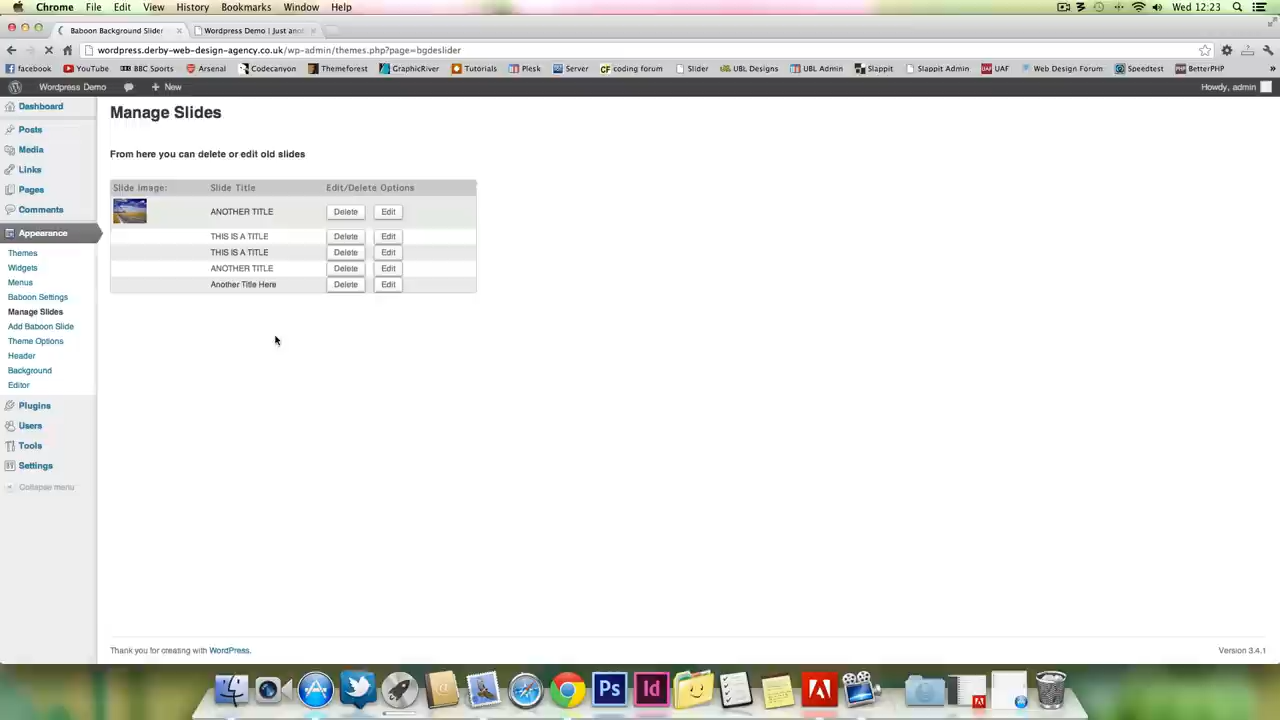 Chrome File Edit View History Bookmarks Window Help Wed 12:23
Baboon Background Slider Wordpress Demo | Just anot
wordpress.derby-web-design-agency.co.uk/wp-admin/themes.php?page=bgdeslider
facebook YouTube BBC Sports Arsenal Codecanyon Themeforest GraphicRiver Tutorials Plesk Server coding forum Slider UBL Designs UBL Admin Slappit Slappit Admin UAF Web Design Forum Speedtest BetterPHP
Wordpress Demo + New Howdy, admin
Dashboard
Posts
Media
Links
Pages
Comments
Appearance
Themes
Widgets
Menus
Baboon Settings
Manage Slides
Add Baboon Slide
Theme Options
Header
Background
Editor
Plugins
Users
Tools
Settings
Collapse menu
Manage Slides
From here you can delete or edit old slides
Slide Image: Slide Title Edit/Delete Options
ANOTHER TITLE Delete Edit
THIS IS A TITLE Delete Edit
THIS IS A TITLE Delete Edit
ANOTHER TITLE Delete Edit
Another Title Here Delete Edit
Thank you for creating with WordPress. Version 3.4.1
Ps Id